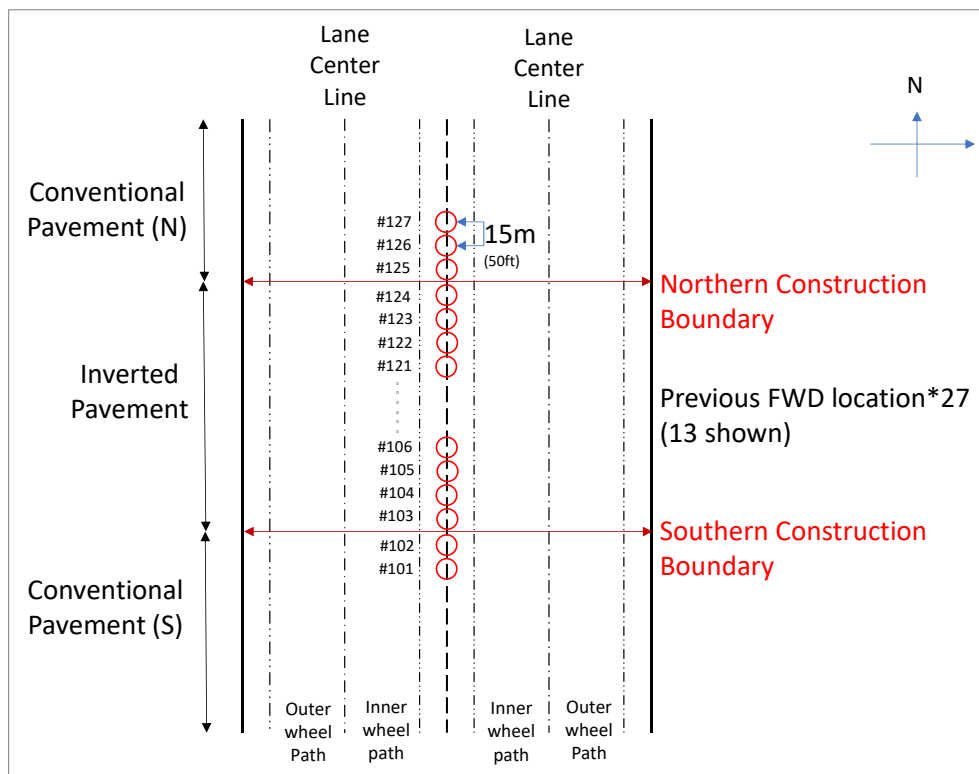 Lane
Center
Line
Lane
Center
Line
N
Conventional
Pavement (N)
#127
#126
#125
15m
(50ft)
#124
#123
#122
#121
Northern Construction
Boundary
Inverted
Pavement
Previous FWD location*27
(13 shown)
#106
#105
#104
#103
#102
#101
Southern Construction
Boundary
Conventional
Pavement (S)
Outer
wheel
Path
Inner
wheel
path
Inner
wheel
path
Outer
wheel
Path